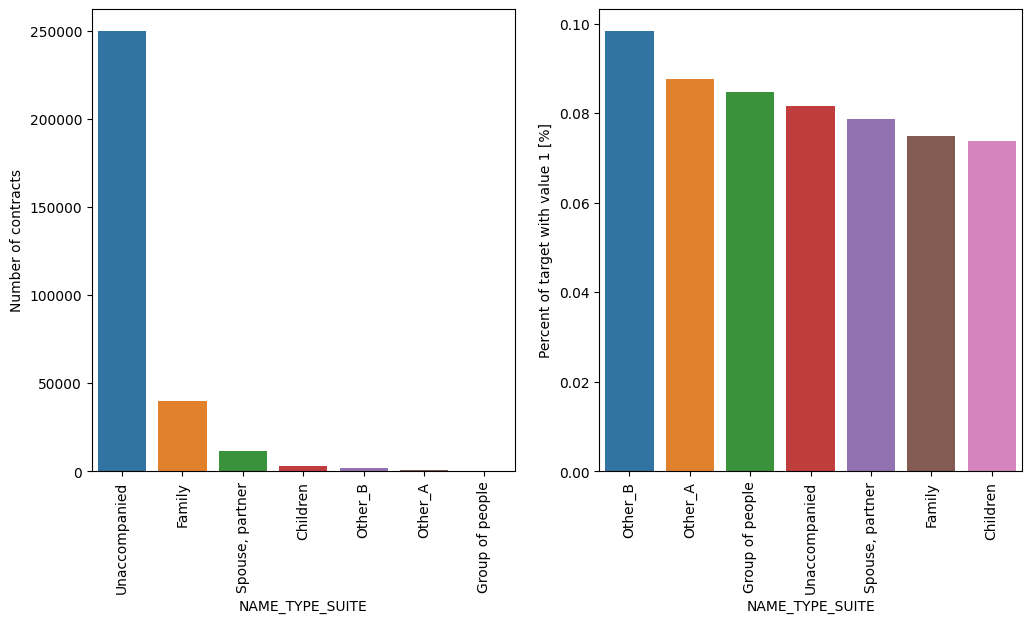 250000
200000
150000
100000
50000
0
Number of contracts
Unaccompanied
Family
Spouse, partner
Children
Other_B
Other_A
Group of people
NAME_TYPE_SUITE
0.10
0.08
0.06
0.04
0.02
0.00
Percent of target with value 1 [%]
Other_B
Other_A
Group of people
Unaccompanied
Spouse, partner
Family
Children
NAME_TYPE_SUITE